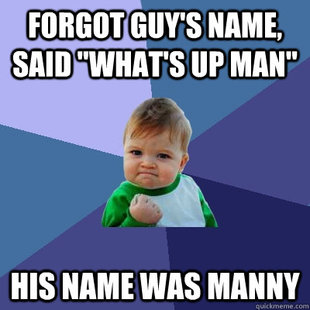 FORGOT GUY'S NAME,
SAID "WHAT'S UP MAN"
HIS NAME WAS MANNY
quickmeme.com